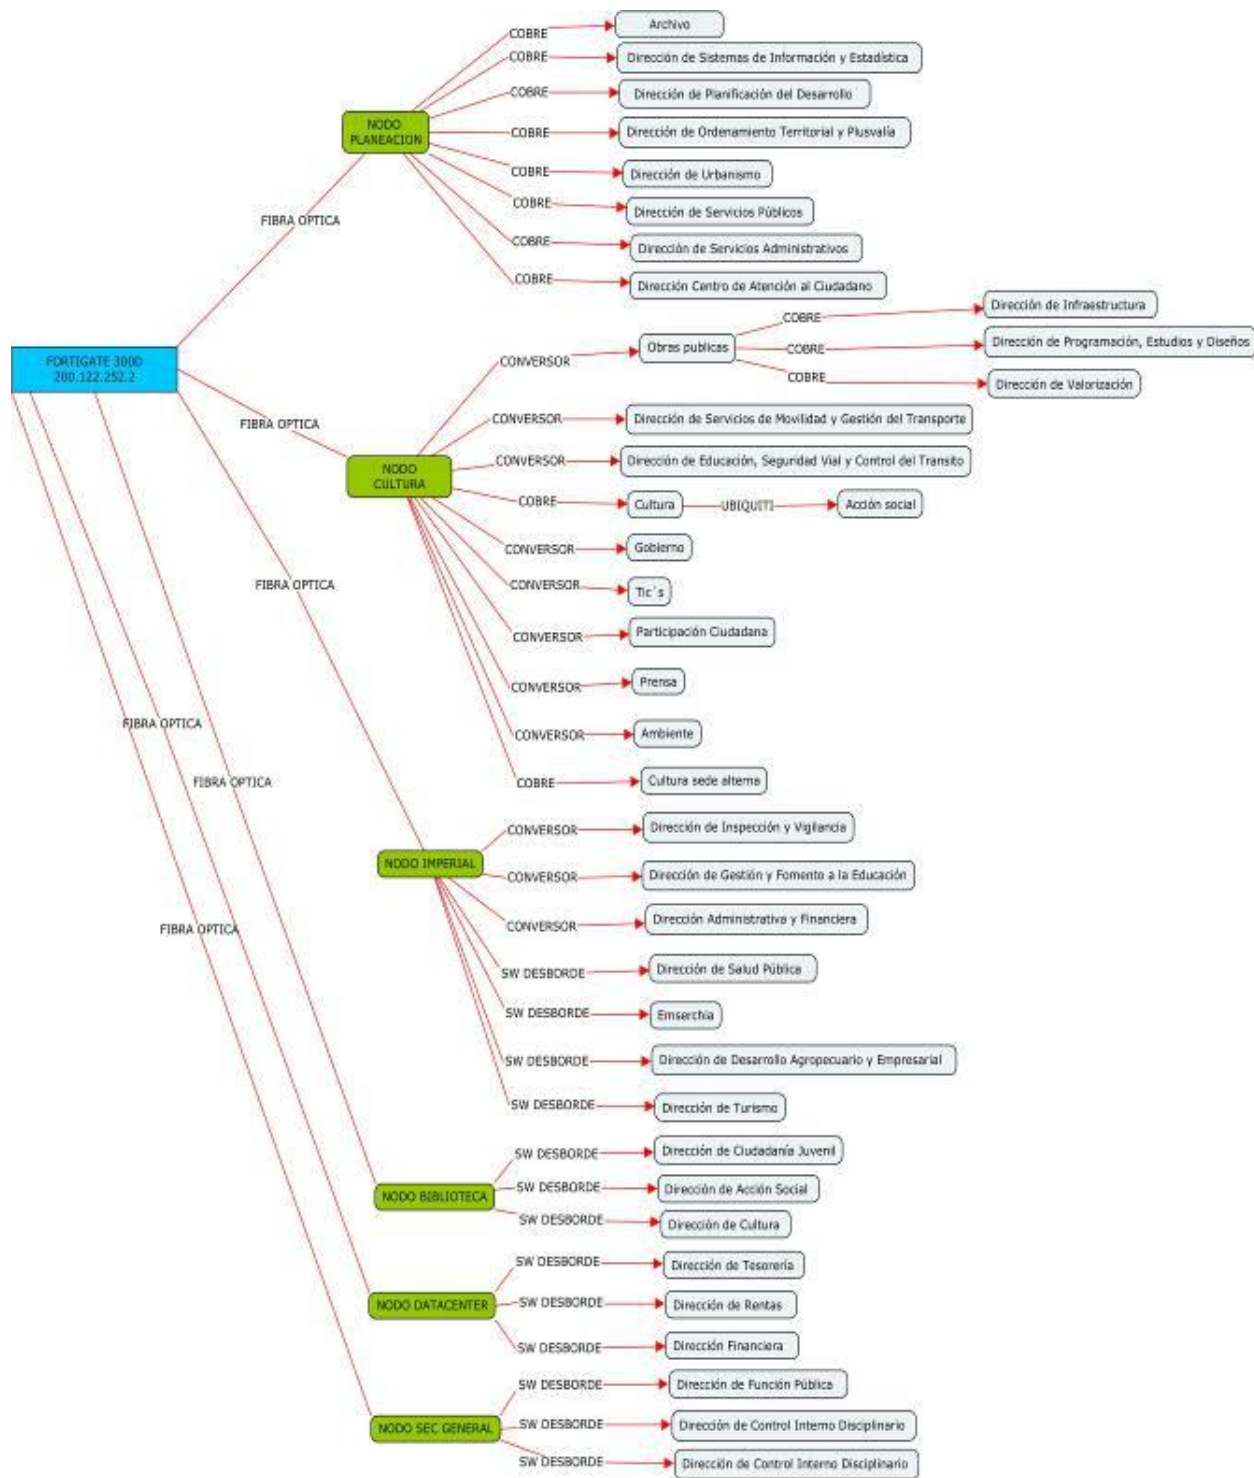 COBRE
Archivo
COBRE
Dirección de Sistemas de Información y Estadística
COBRE
Dirección de Planificación del Desarrollo
NODO
PLANEACION
COBRE
Dirección de Ordenamiento Territorial y Plusvalía
COBRE
Dirección de Urbanismo
COBRE
Dirección de Servicios Públicos
FIBRA OPTICA
COBRE
Dirección de Servicios Administrativos
COBRE
Dirección Centro de Atención al Ciudadano
FORTIGATE 300D
200.122.252.2
CONVERSOR
Obras publicas
COBRE
Dirección de Infraestructura
COBRE
Dirección de Programación, Estudios y Diseños
COBRE
Dirección de Valorización
FIBRA OPTICA
CONVERSOR
Dirección de Servicios de Movilidad y Gestión del Transporte
NODO
CULTURA
CONVERSOR
Dirección de Educación, Seguridad Vial y Control del Transito
COBRE
Cultura
UBIQUITI
Acción social
CONVERSOR
Gobierno
FIBRA OPTICA
CONVERSOR
Tic´s
CONVERSOR
Participación Ciudadana
CONVERSOR
Prensa
FIBRA OPTICA
CONVERSOR
Ambiente
FIBRA OPTICA
COBRE
Cultura sede alterna
CONVERSOR
Dirección de Inspección y Vigilancia
NODO IMPERIAL
CONVERSOR
Dirección de Gestión y Fomento a la Educación
FIBRA OPTICA
CONVERSOR
Dirección Administrativa y Financiera
SW DESBORDE
Dirección de Salud Pública
SW DESBORDE
Emserchia
SW DESBORDE
Dirección de Desarrollo Agropecuario y Empresarial
SW DESBORDE
Dirección de Turismo
SW DESBORDE
Dirección de Ciudadanía Juvenil
NODO BIBLIOTECA
SW DESBORDE
Dirección de Acción Social
SW DESBORDE
Dirección de Cultura
SW DESBORDE
Dirección de Tesorería
NODO DATACENTER
SW DESBORDE
Dirección de Rentas
SW DESBORDE
Dirección Financiera
SW DESBORDE
Dirección de Función Pública
NODO SEC GENERAL
SW DESBORDE
Dirección de Control Interno Disciplinario
SW DESBORDE
Dirección de Control Interno Disciplinario